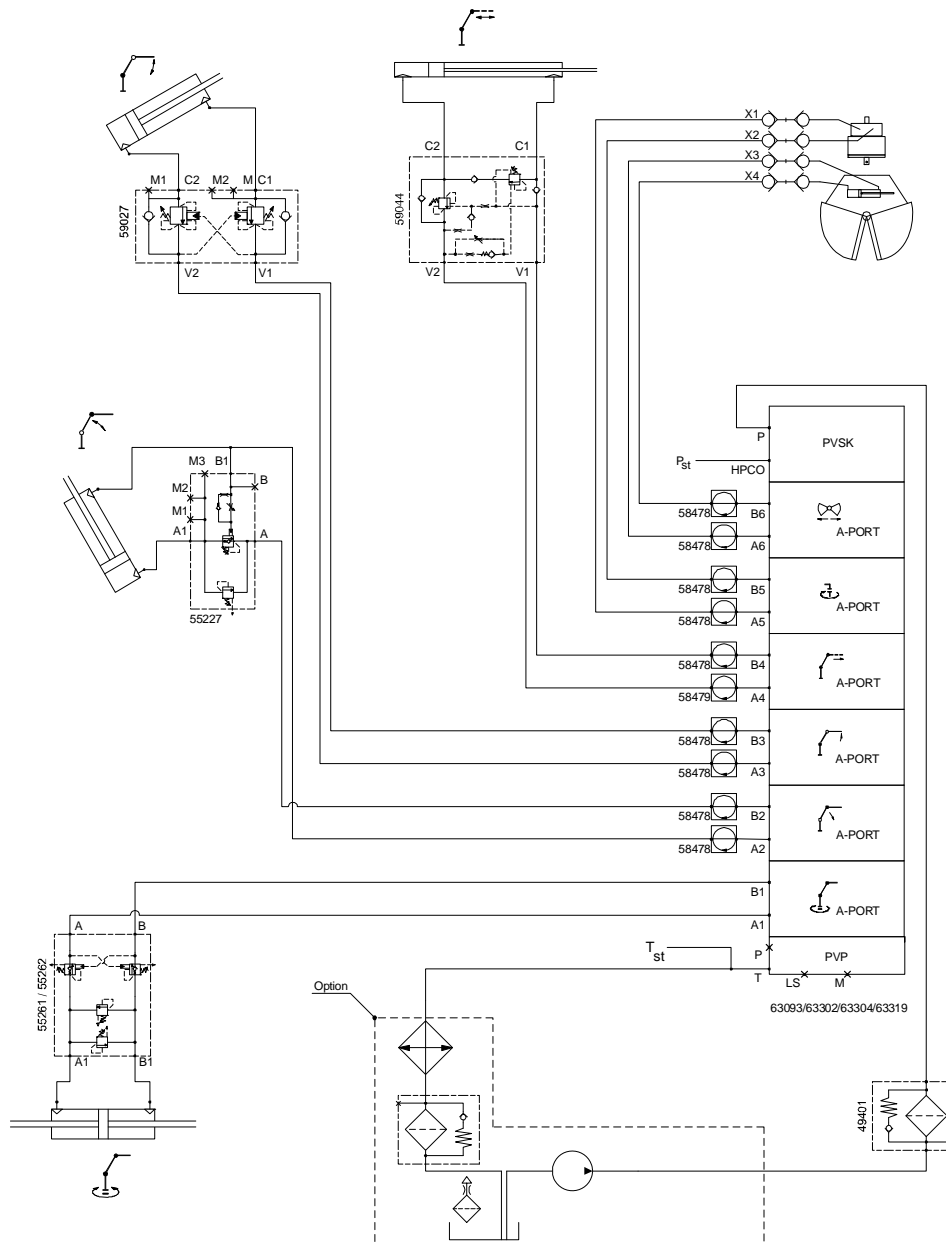 X1
X2
X3
X4
C2
C1
59044
V2
V1
M1
C2
M2
M
C1
59027
V2
V1
M3
B1
B
M2
M1
A1
A
55227
P
PVSK
Pst
HPCO
58478
B6
A-PORT
58478
A6
58478
B5
A-PORT
58478
A5
58478
B4
A-PORT
58479
A4
58478
B3
A-PORT
58478
A3
58478
B2
A-PORT
58478
A2
B1
A-PORT
A1
Tst
P
PVP
T
LS
M
63093/63302/63304/63319
A
B
55261 / 55262
A1
B1
Option
49401